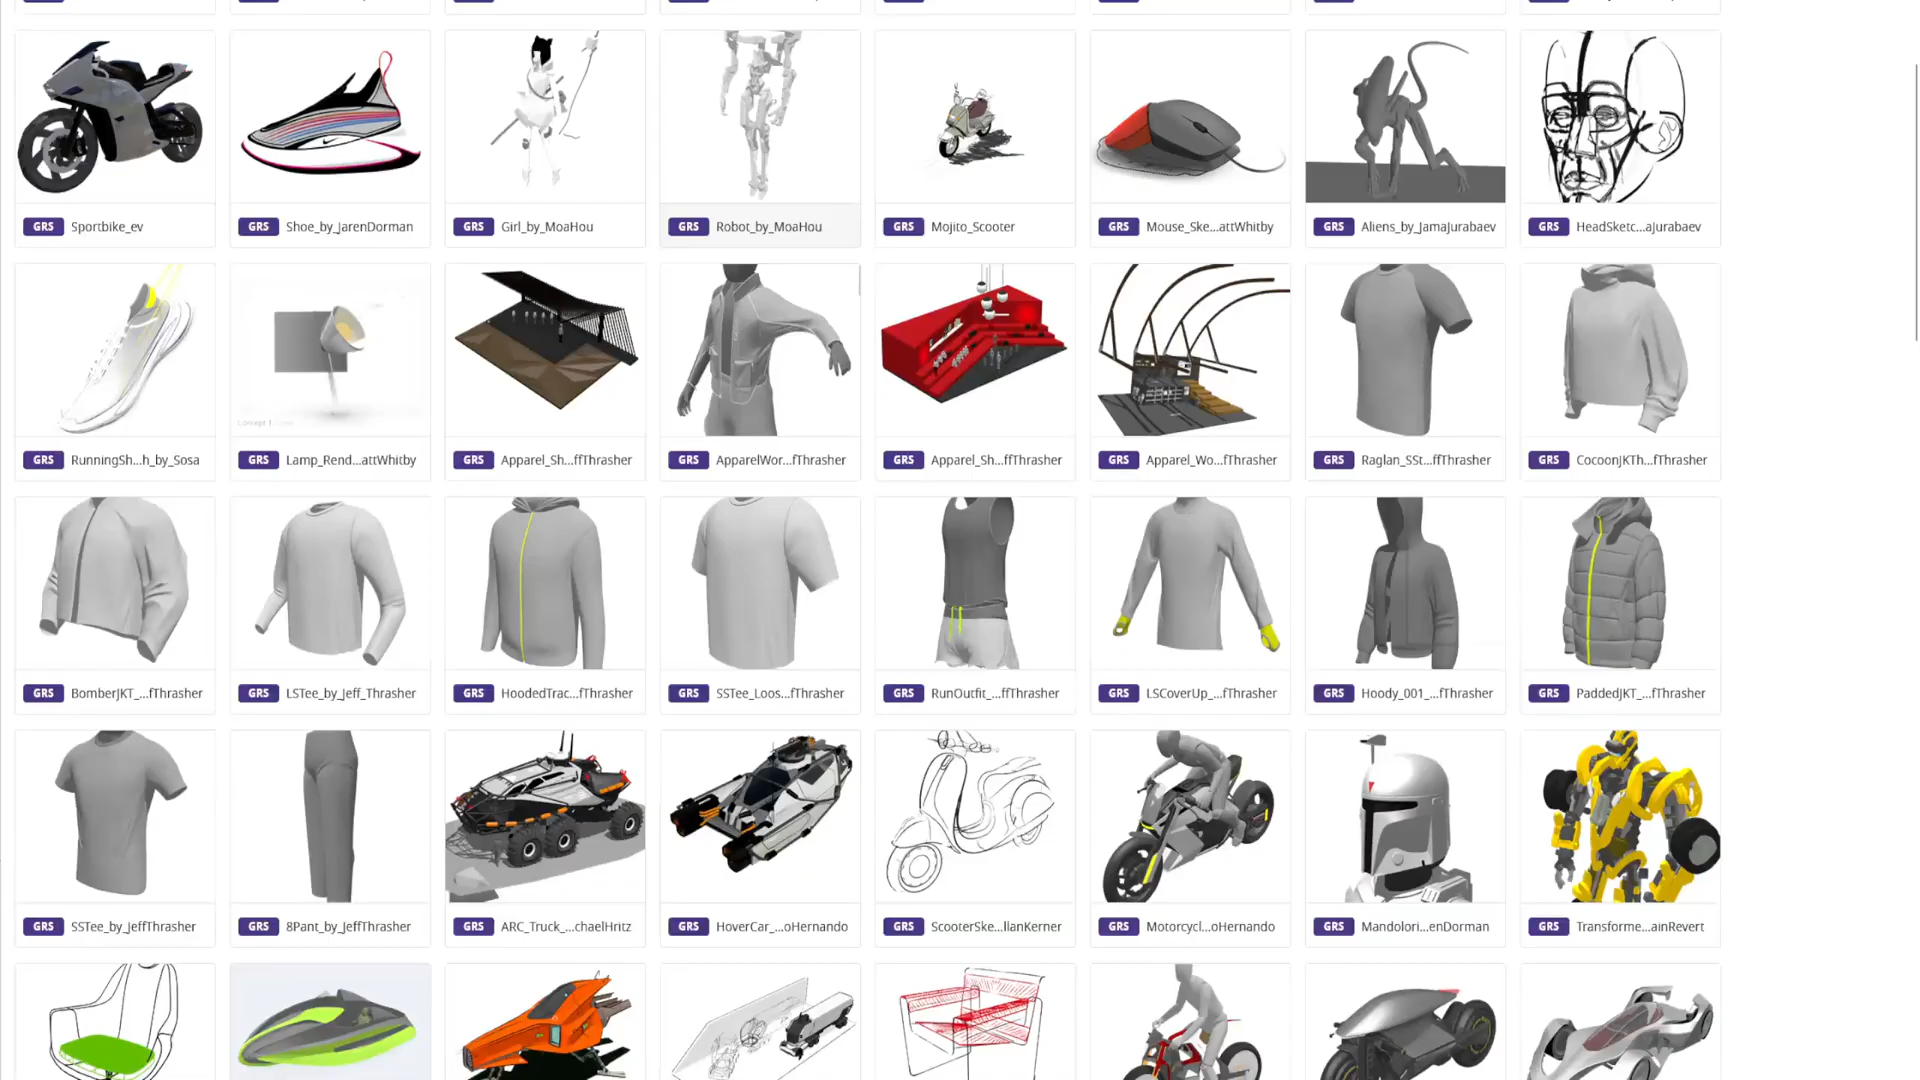 GRS Sportbike_ev
GRS Shoe_by_JarenDorman
GRS Girl_by_MoaHou
GRS Robot_by_MoaHou
GRS Mojito_Scooter
GRS Mouse_Ske...attWhitby
GRS Aliens_by_JamaJurabaev
GRS HeadSketc...aJurabaev
GRS RunningSh...h_by_Sosa
GRS Lamp_Rend...attWhitby
GRS Apparel_Sh...ffThrasher
GRS ApparelWor...fThrasher
GRS Apparel_Sh...ffThrasher
GRS Apparel_Wo...fThrasher
GRS Raglan_SSt...ffThrasher
GRS CocoonJKTh...fThrasher
GRS BomberJKT_...fThrasher
GRS LSTee_by_Jeff_Thrasher
GRS HoodedTrac...fThrasher
GRS SSTee_Loos...fThrasher
GRS RunOutfit_...ffThrasher
GRS LSCoverUp_...fThrasher
GRS Hoody_001_...fThrasher
GRS PaddedJKT_...fThrasher
GRS SSTee_by_JeffThrasher
GRS 8Pant_by_JeffThrasher
GRS ARC_Truck_...chaelHritz
GRS HoverCar_...oHernando
GRS ScooterSke...llanKerner
GRS Motorcycl...oHernando
GRS Mandolori...enDorman
GRS Transforme...ainRevert